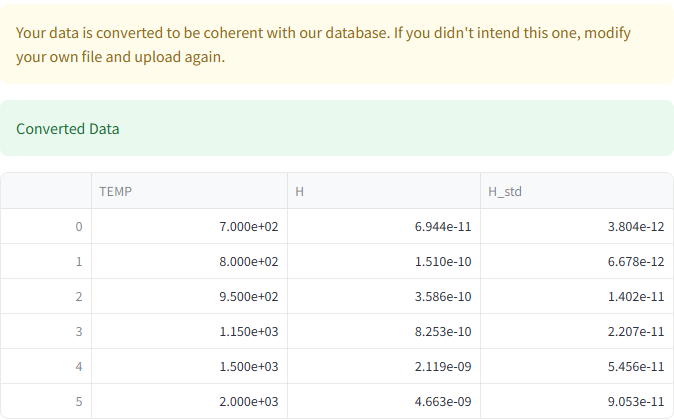 Your data is converted to be coherent with our database. If you didn't intend this one, modify
your own file and upload again.
Converted Data
TEMP H H_std
0 7.000e+02 6.944e-11 3.804e-12
1 8.000e+02 1.510e-10 6.678e-12
2 9.500e+02 3.586e-10 1.402e-11
3 1.150e+03 8.253e-10 2.207e-11
4 1.500e+03 2.119e-09 5.456e-11
5 2.000e+03 4.663e-09 9.053e-11